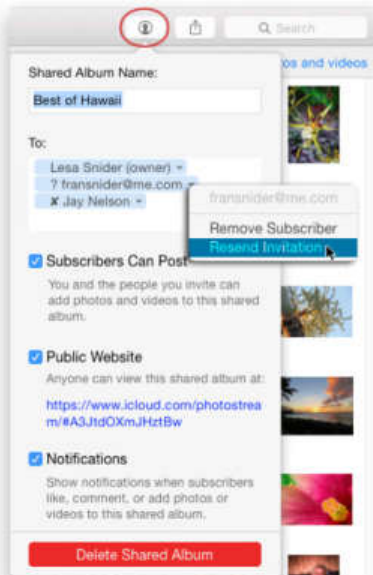 Search
os and videos
Shared Album Name:
Best of Hawaii
To:
Lesa Snider (owner)
? fransnider@me.com
✘ Jay Nelson
fransnider@me.com
Remove Subscriber
Resend Invitation
Subscribers Can Post
You and the people you invite can
add photos and videos to this shared
album.
Public Website
Anyone can view this shared album at:
https://www.icloud.com/photostrea
m/#A3JtdOXmJHztBw
Notifications
Show notifications when subscribers
like, comment, or add photos or
videos to this shared album.
Delete Shared Album